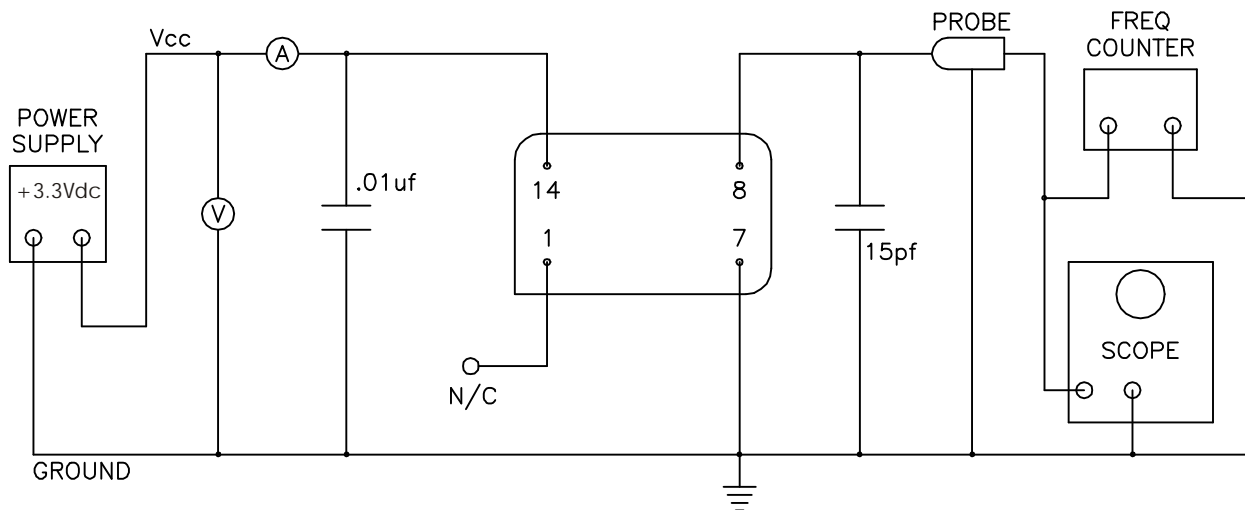 Vcc
A
PROBE
FREQ
COUNTER
POWER
SUPPLY
+3.3Vdc
V
.01uf
14
8
1
7
15pf
SCOPE
N/C
GROUND